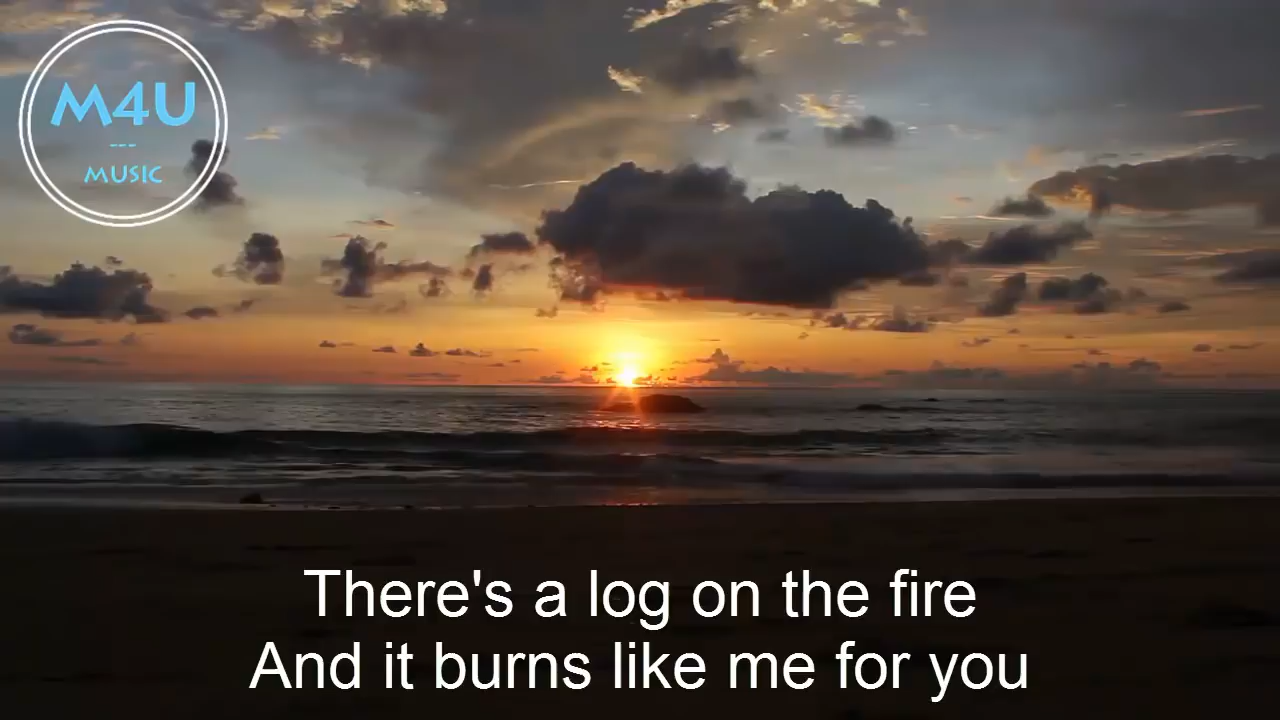 M4U
---
MUSIC
There's a log on the fire
And it burns like me for you